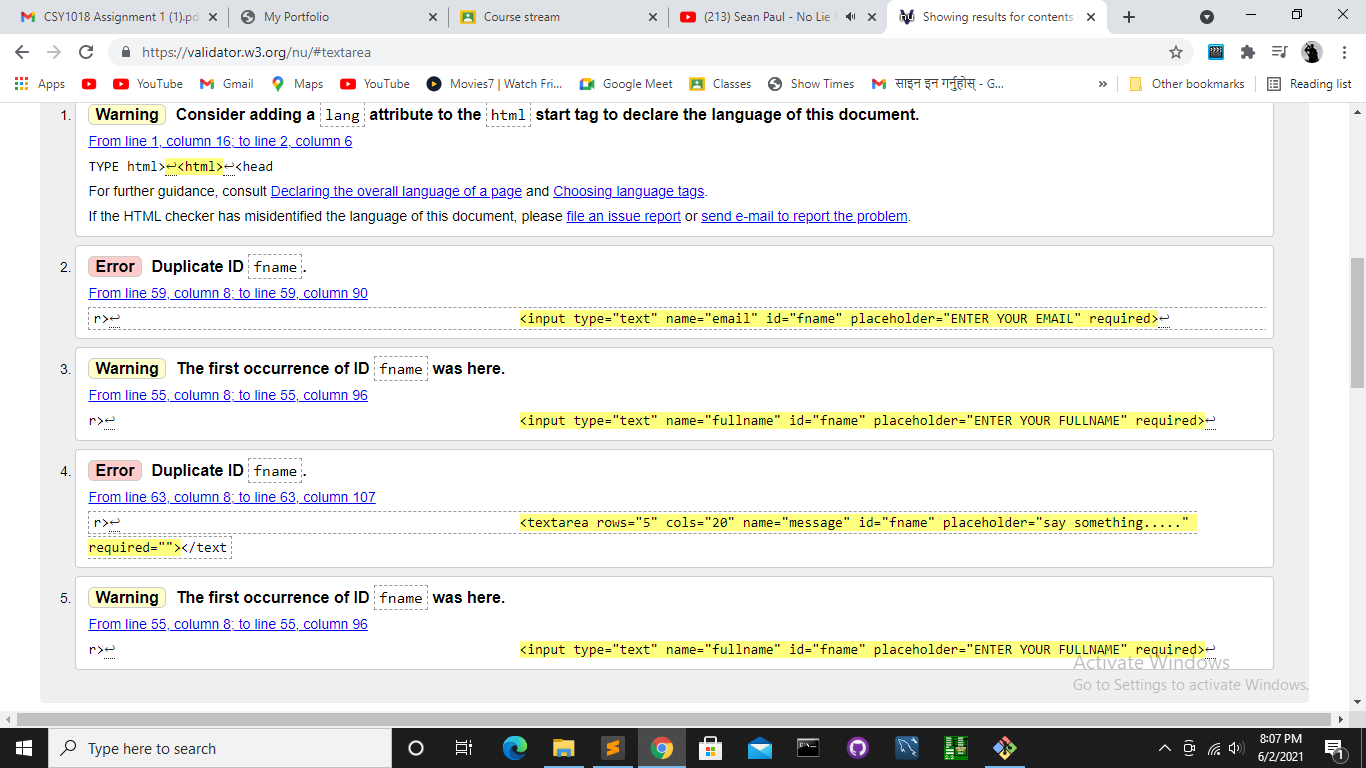 CSY1018 Assignment 1 (1).pd
My Portfolio
Course stream
(213) Sean Paul - No Lie f
Showing results for contents
https://validator.w3.org/nu/#textarea
Apps
YouTube
Gmail
Maps
YouTube
Movies7 | Watch Fri...
Google Meet
Classes
Show Times
साइन इन गर्नुहोस् - G...
»
Other bookmarks
Reading list
1. Warning Consider adding a lang attribute to the html start tag to declare the language of this document.
From line 1, column 16; to line 2, column 6
TYPE html>↩<html>↩<head
For further guidance, consult Declaring the overall language of a page and Choosing language tags.
If the HTML checker has misidentified the language of this document, please file an issue report or send e-mail to report the problem.
2. Error Duplicate ID fname.
From line 59, column 8; to line 59, column 90
r>↩ <input type="text" name="email" id="fname" placeholder="ENTER YOUR EMAIL" required>↩
3. Warning The first occurrence of ID fname was here.
From line 55, column 8; to line 55, column 96
r>↩ <input type="text" name="fullname" id="fname" placeholder="ENTER YOUR FULLNAME" required>↩
4. Error Duplicate ID fname.
From line 63, column 8; to line 63, column 107
r>↩ <textarea rows="5" cols="20" name="message" id="fname" placeholder="say something....."
required=""></text
5. Warning The first occurrence of ID fname was here.
From line 55, column 8; to line 55, column 96
r>↩ <input type="text" name="fullname" id="fname" placeholder="ENTER YOUR FULLNAME" required>↩
Activate Windows
Go to Settings to activate Windows.
Type here to search
8:07 PM
6/2/2021
1